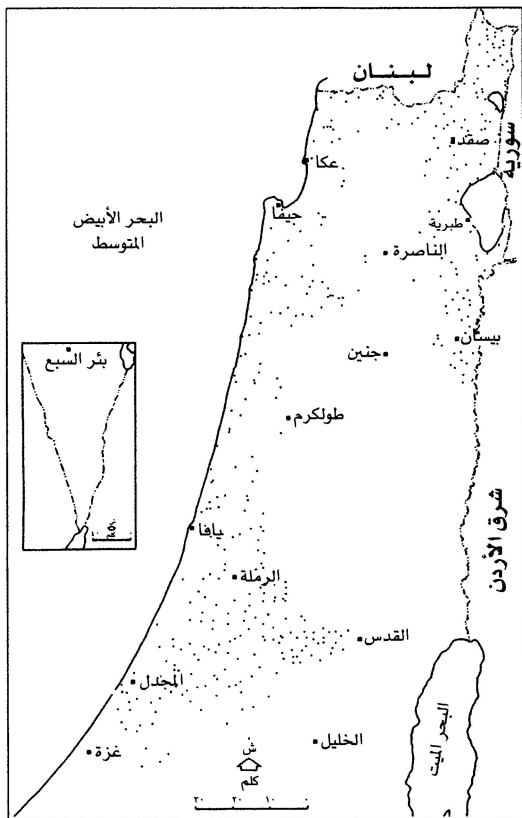 لبنان
سورية
صفد
عكا
حيفا
طبرية
البحر الأبيض
المتوسط
الناصرة
بيسان
جنين
بئر السبع
طولكرم
شرق الأردن
يافا
الرملة
القدس
المجدل
البحر الميت
الخليل
غزة
ش
كلم
٣٠ ٢٠ ١٠ ٠